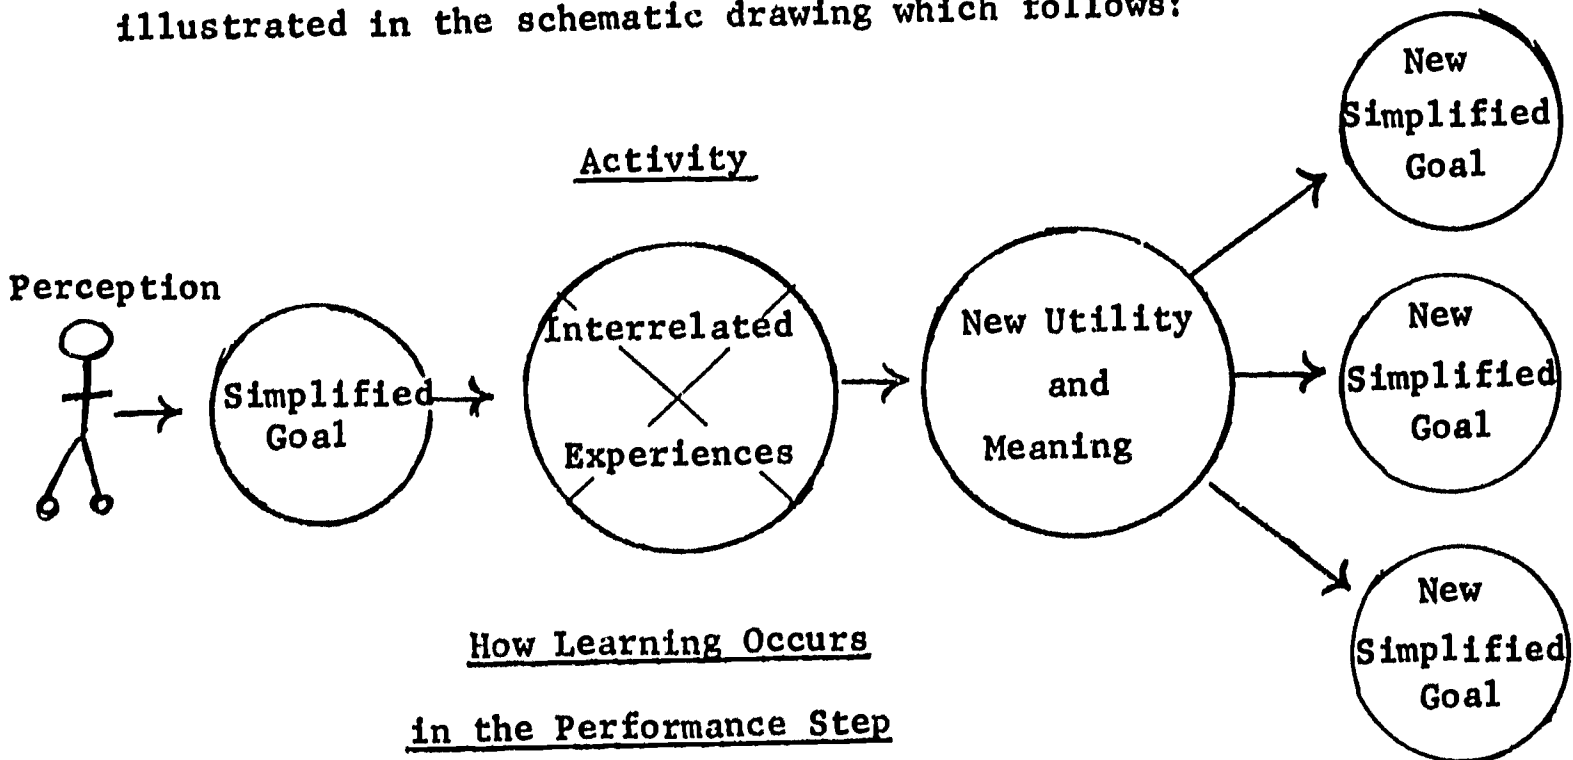 illustrated in the schematic drawing which follows:
Activity
Perception
Simplified
Goal
Interrelated
Experiences
New Utility
and
Meaning
New
Simplified
Goal
New
Simplified
Goal
New
Simplified
Goal
How Learning Occurs
in the Performance Step